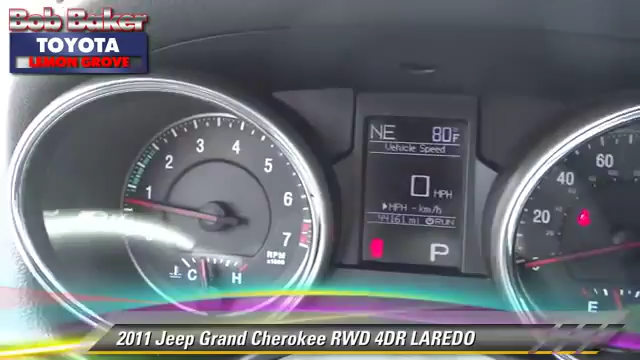 Bob Baker
TOYOTA
LEMON GROVE
NE 80°F
Vehicle Speed
0 MPH
▶MPH - km/h
44161 mi RUN
P
1 2 3 4 5 6 7
RPM
x1000
C H
20 40 60
E
2011 Jeep Grand Cherokee RWD 4DR LAREDO